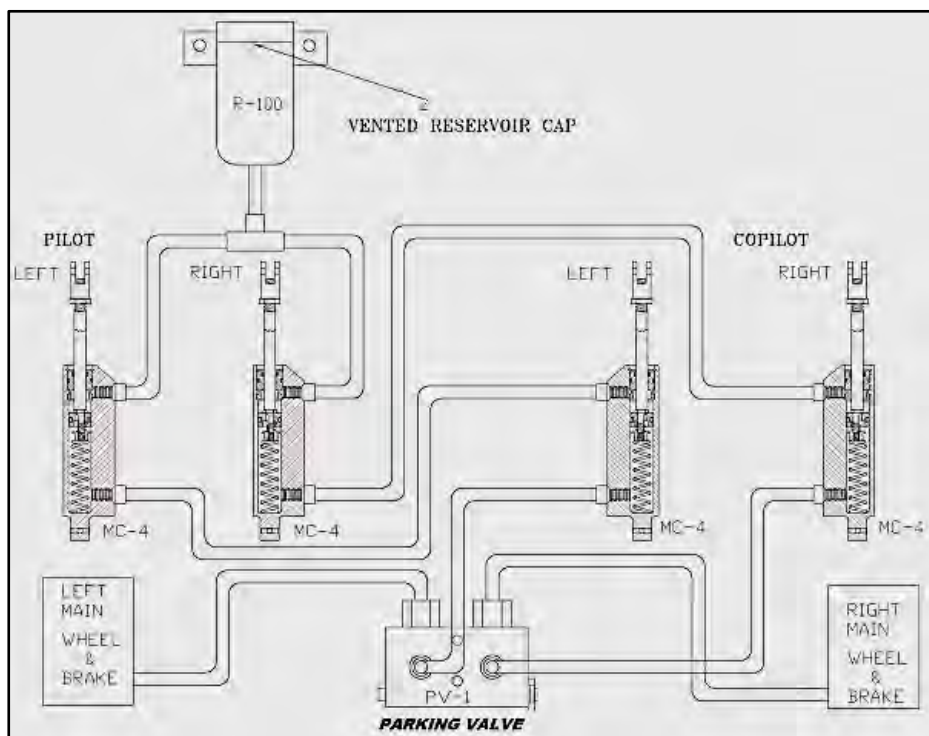 R-100
2
VENTED RESERVOIR CAP
PILOT
COPILOT
LEFT
RIGHT
LEFT
RIGHT
MC-4
MC-4
MC-4
MC-4
LEFT
MAIN
WHEEL
&
BRAKE
RIGHT
MAIN
WHEEL
&
BRAKE
PV-1
PARKING VALVE